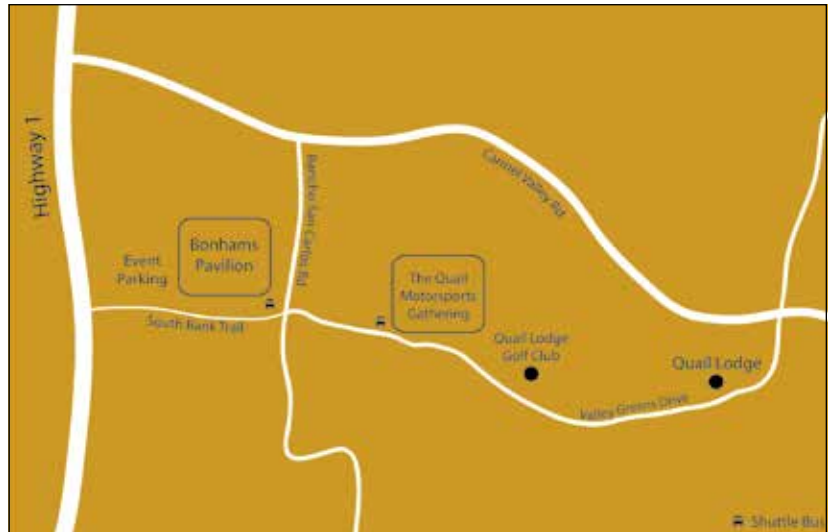 Highway 1
Carmel Valley Rd
Rancho San Carlos Rd
Bonhams
Pavilion
Event
Parking
The Quail
Motorsports
Gathering
South Bank Trail
Quail Lodge
Golf Club
Quail Lodge
Valley Greens Drive
Shuttle Bus